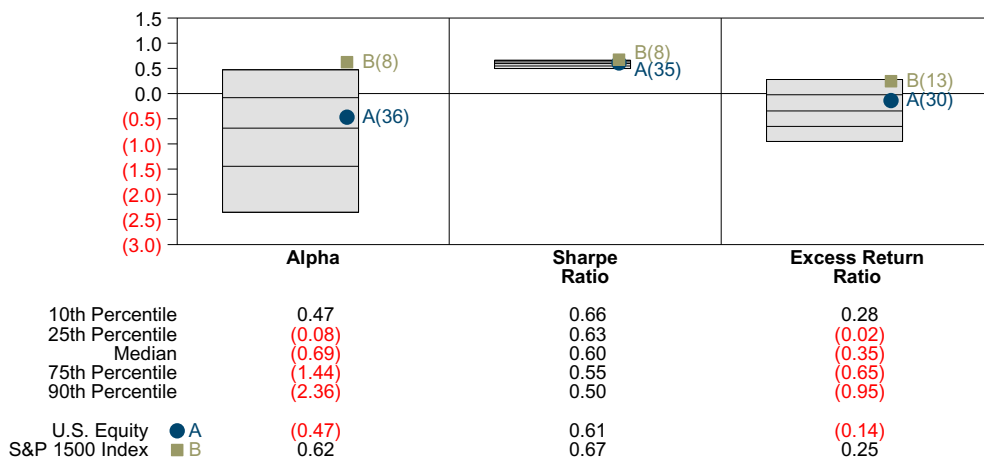 1.5
1.0
0.5
0.0
(0.5)
(1.0)
(1.5)
(2.0)
(2.5)
(3.0)
B(8)
A(36)
B(8)
A(35)
B(13)
A(30)
Alpha
Sharpe
Ratio
Excess Return
Ratio
10th Percentile 0.47 0.66 0.28
25th Percentile (0.08) 0.63 (0.02)
Median (0.69) 0.60 (0.35)
75th Percentile (1.44) 0.55 (0.65)
90th Percentile (2.36) 0.50 (0.95)
U.S. Equity A (0.47) 0.61 (0.14)
S&P 1500 Index B 0.62 0.67 0.25